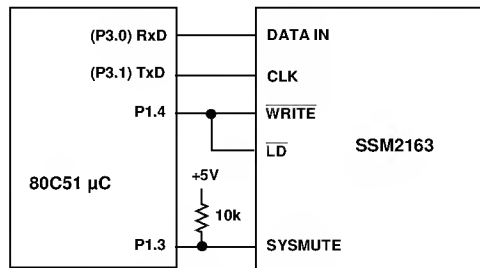 (P3.0) RxD
DATA IN
(P3.1) TxD
CLK
P1.4
WRITE
LD
SSM2163
80C51 µC
+5V
10k
P1.3
SYSMUTE